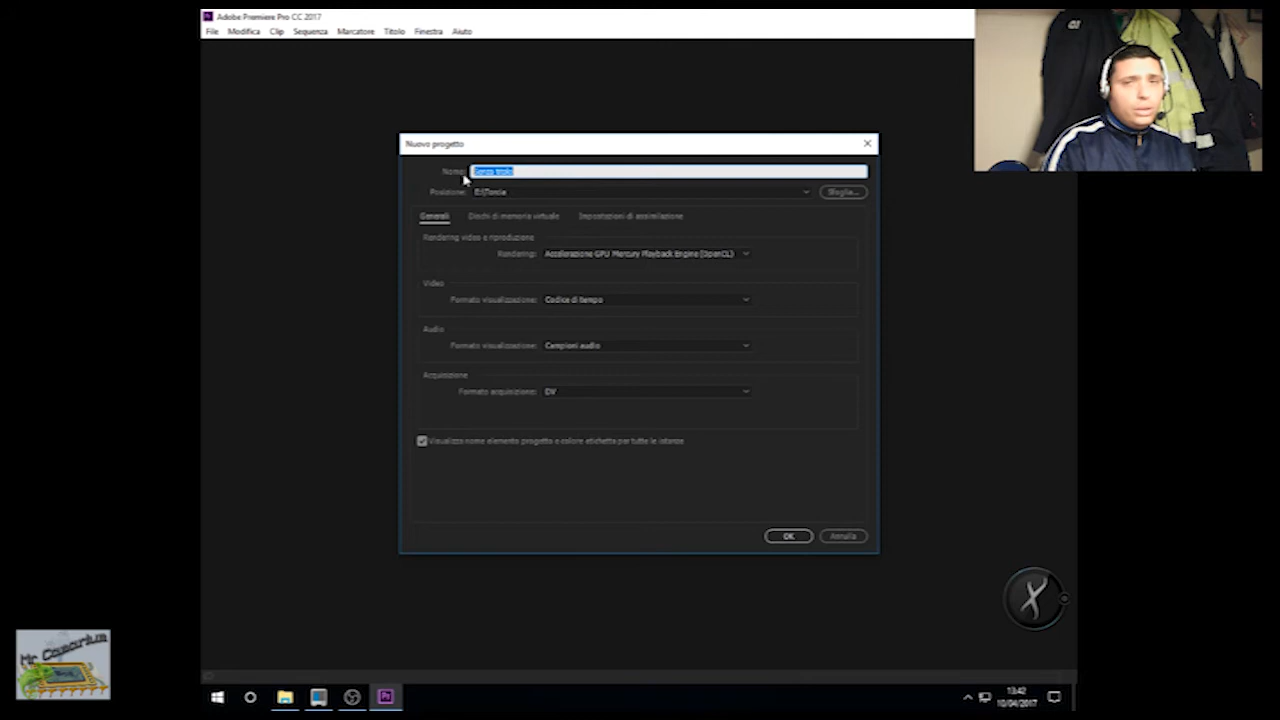 Adobe Premiere Pro CC 2017
File Modifica Clip Sequenza Marcatore Titolo Finestra Aiuto
Nuovo progetto
Nome: Senza titolo
Posizione: E:\Torcia Sfoglia...
Generali Dischi di memoria virtuale Impostazioni di assimilazione
Rendering video e riproduzione
Rendering: Accelerazione GPU Mercury Playback Engine (OpenCL)
Video
Formato visualizzazione: Codice di tempo
Audio
Formato visualizzazione: Campioni audio
Acquisizione
Formato acquisizione: DV
Visualizza nome elemento progetto e colore etichetta per tutte le istanze
OK Annulla
Pr
13:42
10/04/2017